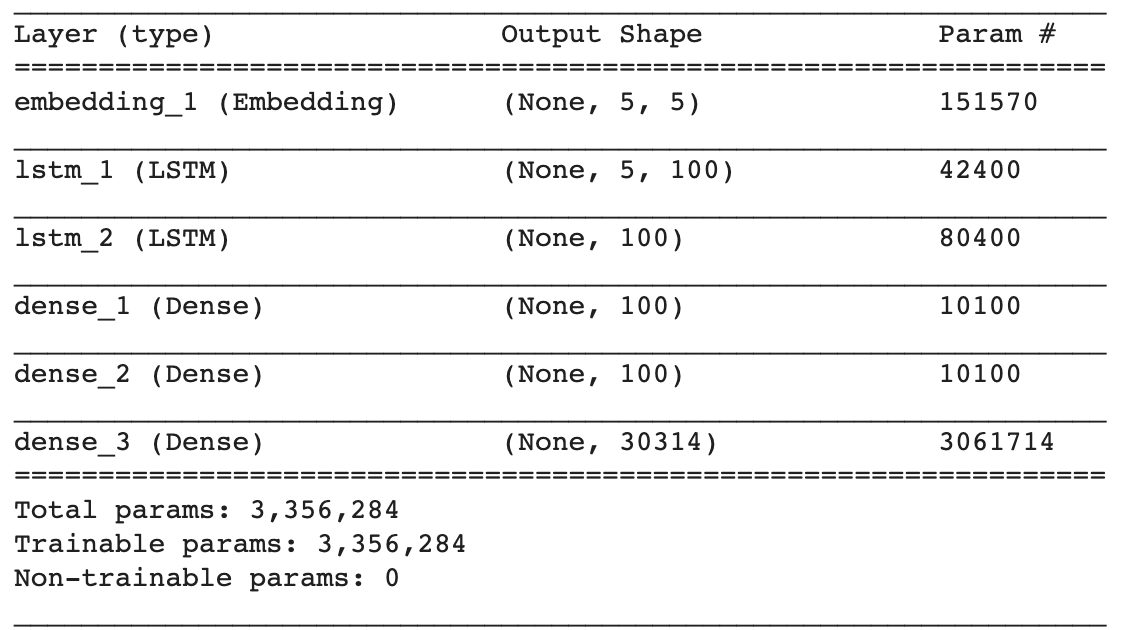 Layer (type) Output Shape Param #
=================================================================
embedding_1 (Embedding) (None, 5, 5) 151570
lstm_1 (LSTM) (None, 5, 100) 42400
lstm_2 (LSTM) (None, 100) 80400
dense_1 (Dense) (None, 100) 10100
dense_2 (Dense) (None, 100) 10100
dense_3 (Dense) (None, 30314) 3061714
=================================================================
Total params: 3,356,284
Trainable params: 3,356,284
Non-trainable params: 0